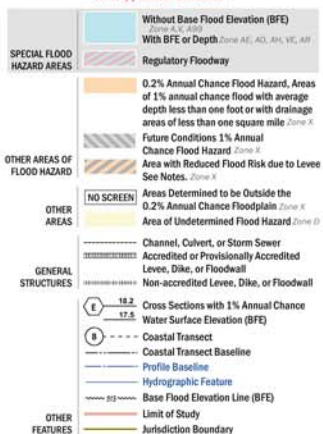 Without Base Flood Elevation (BFE)
Zone A,V, A99
With BFE or Depth Zone AE, AO, AH, VE, AR
SPECIAL FLOOD
HAZARD AREAS
Regulatory Floodway
0.2% Annual Chance Flood Hazard, Areas
of 1% annual chance flood with average
depth less than one foot or with drainage
areas of less than one square mile Zone X
Future Conditions 1% Annual
Chance Flood Hazard Zone X
OTHER AREAS OF
FLOOD HAZARD
Area with Reduced Flood Risk due to Levee
See Notes. Zone X
NO SCREEN
Areas Determined to be Outside the
0.2% Annual Chance Floodplain Zone X
OTHER
AREAS
Area of Undetermined Flood Hazard Zone D
Channel, Culvert, or Storm Sewer
Accredited or Provisionally Accredited
Levee, Dike, or Floodwall
GENERAL
STRUCTURES
Non-accredited Levee, Dike, or Floodwall
E 18.2 Cross Sections with 1% Annual Chance
17.5 Water Surface Elevation (BFE)
8 Coastal Transect
Coastal Transect Baseline
Profile Baseline
Hydrographic Feature
513 Base Flood Elevation Line (BFE)
OTHER
FEATURES
Limit of Study
Jurisdiction Boundary